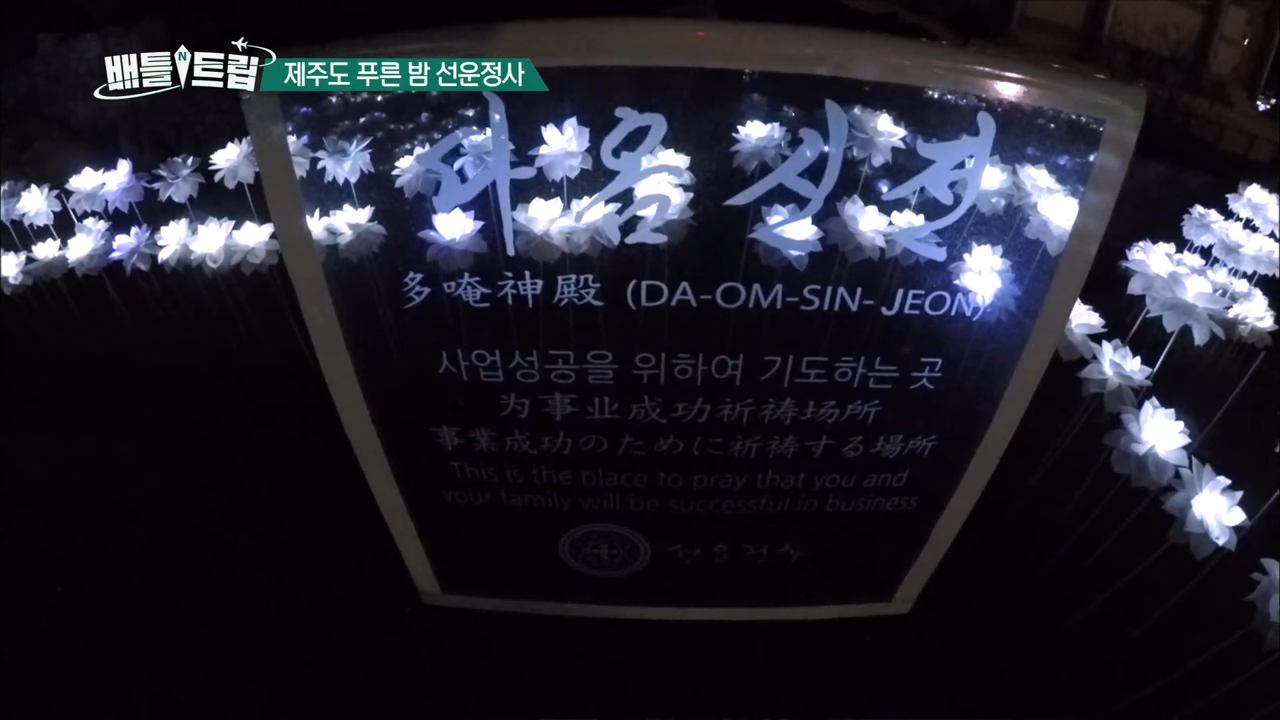 배틀트립 제주도 푸른 밤 선운정사
다옴신전
多唵神殿 (DA-OM-SIN-JEON)
사업성공을 위하여 기도하는 곳
为事业成功祈祷场所
事業成功のために祈祷する場所
This is the place to pray that you and
your family will be successful in business
선운정사